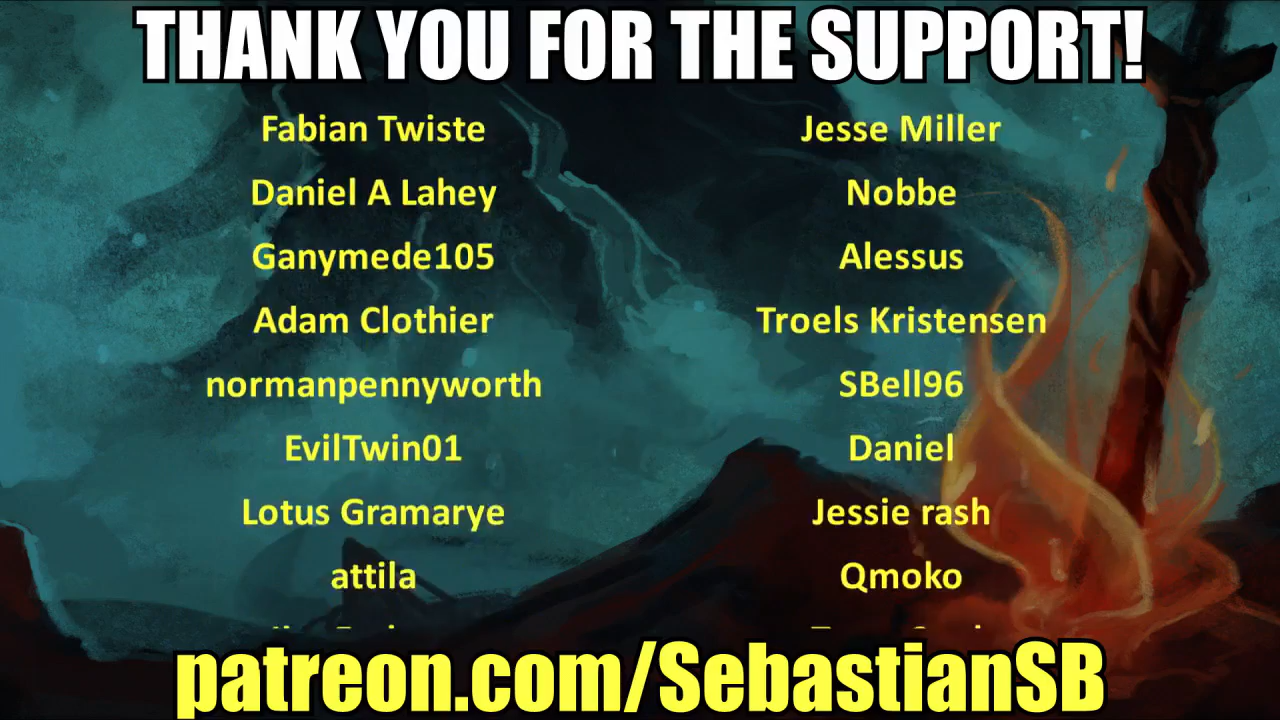 THANK YOU FOR THE SUPPORT!
Fabian Twiste
Jesse Miller
Daniel A Lahey
Nobbe
Ganymede105
Alessus
Adam Clothier
Troels Kristensen
normanpennyworth
SBell96
EvilTwin01
Daniel
Lotus Gramarye
Jessie rash
attila
Qmoko
patreon.com/SebastianSB